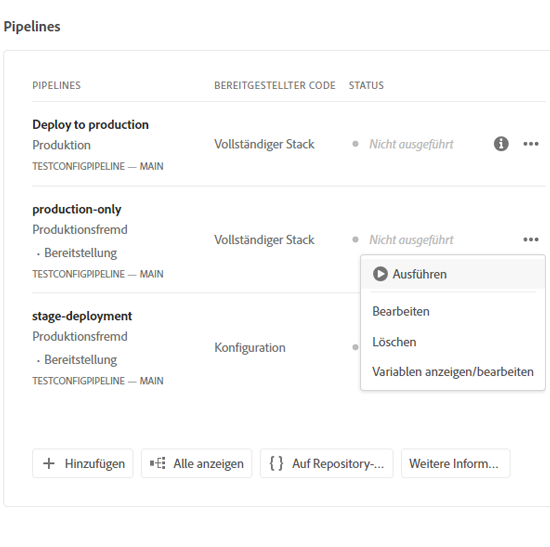 Pipelines
PIPELINES BEREITGESTELLTER CODE STATUS
Deploy to production
Produktion Vollständiger Stack Nicht ausgeführt
TESTCONFIGPIPELINE — MAIN
production-only
Produktionsfremd Vollständiger Stack Nicht ausgeführt
· Bereitstellung
TESTCONFIGPIPELINE — MAIN
Ausführen
Bearbeiten
Löschen
Variablen anzeigen/bearbeiten
stage-deployment
Produktionsfremd Konfiguration
· Bereitstellung
TESTCONFIGPIPELINE — MAIN
Hinzufügen Alle anzeigen {} Auf Repository-... Weitere Inform...